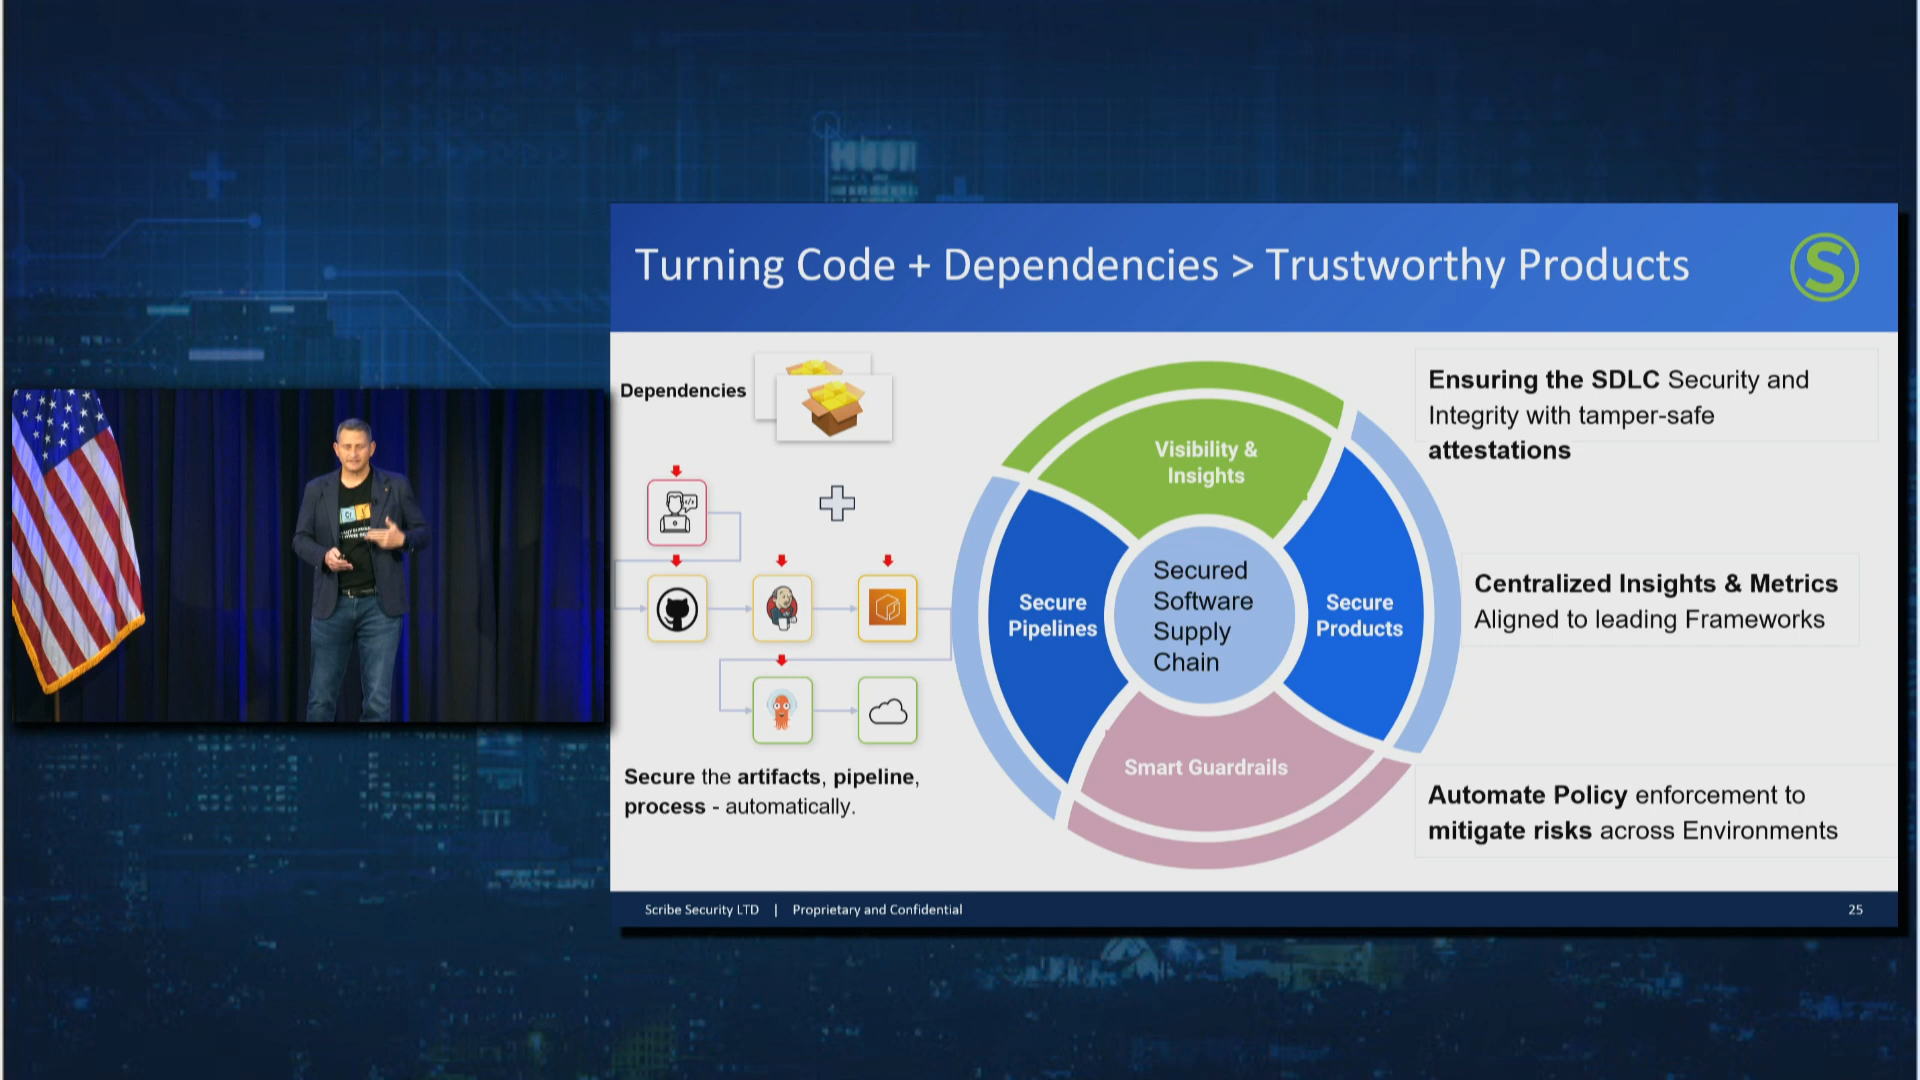 Turning Code + Dependencies > Trustworthy Products
S
Dependencies
Secure the artifacts, pipeline,
process - automatically.
Visibility &
Insights
Secure
Pipelines
Secured
Software
Supply
Chain
Secure
Products
Smart Guardrails
Ensuring the SDLC Security and
Integrity with tamper-safe
attestations
Centralized Insights & Metrics
Aligned to leading Frameworks
Automate Policy enforcement to
mitigate risks across Environments
Scribe Security LTD | Proprietary and Confidential
25